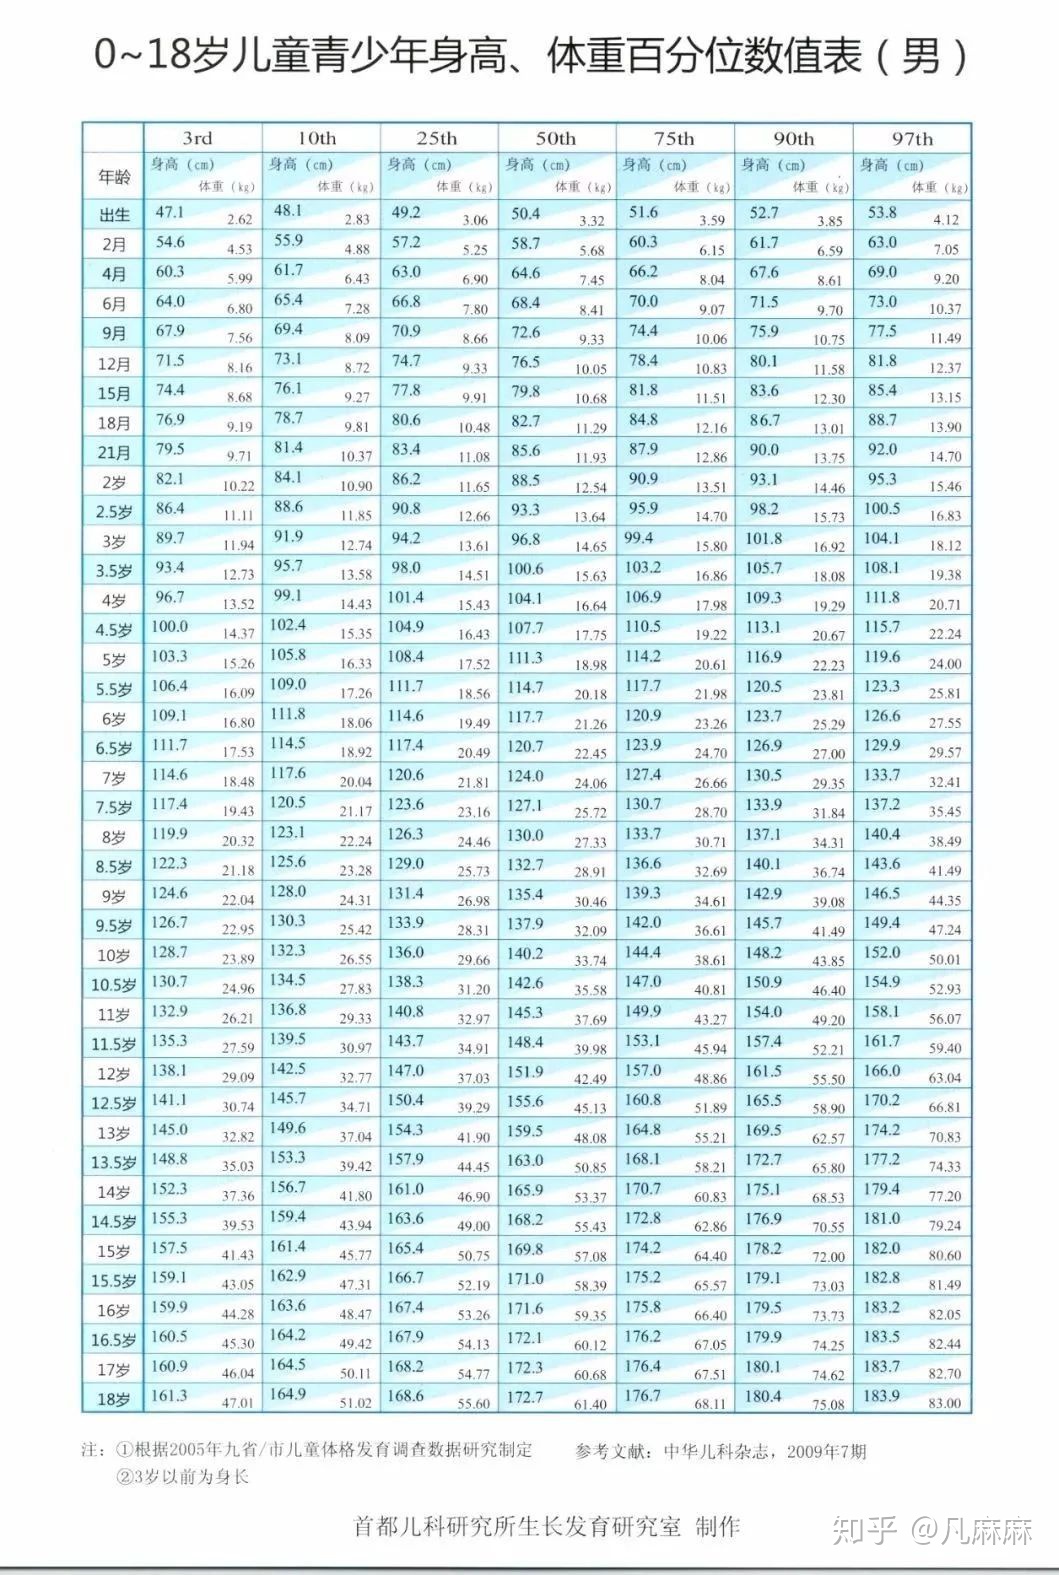 0~18岁儿童青少年身高、体重百分位数值表（男）
3rd 10th 25th 50th 75th 90th 97th
年龄 身高（cm） 体重（kg） 身高（cm） 体重（kg） 身高（cm） 体重（kg） 身高（cm） 体重（kg） 身高（cm） 体重（kg） 身高（cm） 体重（kg） 身高（cm） 体重（kg）
出生 47.1 2.62 48.1 2.83 49.2 3.06 50.4 3.32 51.6 3.59 52.7 3.85 53.8 4.12
2月 54.6 4.53 55.9 4.88 57.2 5.25 58.7 5.68 60.3 6.15 61.7 6.59 63.0 7.05
4月 60.3 5.99 61.7 6.43 63.0 6.90 64.6 7.45 66.2 8.04 67.6 8.61 69.0 9.20
6月 64.0 6.80 65.4 7.28 66.8 7.80 68.4 8.41 70.0 9.07 71.5 9.70 73.0 10.37
9月 67.9 7.56 69.4 8.09 70.9 8.66 72.6 9.33 74.4 10.06 75.9 10.75 77.5 11.49
12月 71.5 8.16 73.1 8.72 74.7 9.33 76.5 10.05 78.4 10.83 80.1 11.58 81.8 12.37
15月 74.4 8.68 76.1 9.27 77.8 9.91 79.8 10.68 81.8 11.51 83.6 12.30 85.4 13.15
18月 76.9 9.19 78.7 9.81 80.6 10.48 82.7 11.29 84.8 12.16 86.7 13.01 88.7 13.90
21月 79.5 9.71 81.4 10.37 83.4 11.08 85.6 11.93 87.9 12.86 90.0 13.75 92.0 14.70
2岁 82.1 10.22 84.1 10.90 86.2 11.65 88.5 12.54 90.9 13.51 93.1 14.46 95.3 15.46
2.5岁 86.4 11.11 88.6 11.85 90.8 12.66 93.3 13.64 95.9 14.70 98.2 15.73 100.5 16.83
3岁 89.7 11.94 91.9 12.74 94.2 13.61 96.8 14.65 99.4 15.80 101.8 16.92 104.1 18.12
3.5岁 93.4 12.73 95.7 13.58 98.0 14.51 100.6 15.63 103.2 16.86 105.7 18.08 108.1 19.38
4岁 96.7 13.52 99.1 14.43 101.4 15.43 104.1 16.64 106.9 17.98 109.3 19.29 111.8 20.71
4.5岁 100.0 14.37 102.4 15.35 104.9 16.43 107.7 17.75 110.5 19.22 113.1 20.67 115.7 22.24
5岁 103.3 15.26 105.8 16.33 108.4 17.52 111.3 18.98 114.2 20.61 116.9 22.23 119.6 24.00
5.5岁 106.4 16.09 109.0 17.26 111.7 18.56 114.7 20.18 117.7 21.98 120.5 23.81 123.3 25.81
6岁 109.1 16.80 111.8 18.06 114.6 19.49 117.7 21.26 120.9 23.26 123.7 25.29 126.6 27.55
6.5岁 111.7 17.53 114.5 18.92 117.4 20.49 120.7 22.45 123.9 24.70 126.9 27.00 129.9 29.57
7岁 114.6 18.48 117.6 20.04 120.6 21.81 124.0 24.06 127.4 26.66 130.5 29.35 133.7 32.41
7.5岁 117.4 19.43 120.5 21.17 123.6 23.16 127.1 25.72 130.7 28.70 133.9 31.84 137.2 35.45
8岁 119.9 20.32 123.1 22.24 126.3 24.46 130.0 27.33 133.7 30.71 137.1 34.31 140.4 38.49
8.5岁 122.3 21.18 125.6 23.28 129.0 25.73 132.7 28.91 136.6 32.69 140.1 36.74 143.6 41.49
9岁 124.6 22.04 128.0 24.31 131.4 26.98 135.4 30.46 139.3 34.61 142.9 39.08 146.5 44.35
9.5岁 126.7 22.95 130.3 25.42 133.9 28.31 137.9 32.09 142.0 36.61 145.7 41.49 149.4 47.24
10岁 128.7 23.89 132.3 26.55 136.0 29.66 140.2 33.74 144.4 38.61 148.2 43.85 152.0 50.01
10.5岁 130.7 24.96 134.5 27.83 138.3 31.20 142.6 35.58 147.0 40.81 150.9 46.40 154.9 52.93
11岁 132.9 26.21 136.8 29.33 140.8 32.97 145.3 37.69 149.9 43.27 154.0 49.20 158.1 56.07
11.5岁 135.3 27.59 139.5 30.97 143.7 34.91 148.4 39.98 153.1 45.94 157.4 52.21 161.7 59.40
12岁 138.1 29.09 142.5 32.77 147.0 37.03 151.9 42.49 157.0 48.86 161.5 55.50 166.0 63.04
12.5岁 141.1 30.74 145.7 34.71 150.4 39.29 155.6 45.13 160.8 51.89 165.5 58.90 170.2 66.81
13岁 145.0 32.82 149.6 37.04 154.3 41.90 159.5 48.08 164.8 55.21 169.5 62.57 174.2 70.83
13.5岁 148.8 35.03 153.3 39.42 157.9 44.45 163.0 50.85 168.1 58.21 172.7 65.80 177.2 74.33
14岁 152.3 37.36 156.7 41.80 161.0 46.90 165.9 53.37 170.7 60.83 175.1 68.53 179.4 77.20
14.5岁 155.3 39.53 159.4 43.94 163.6 49.00 168.2 55.43 172.8 62.86 176.9 70.55 181.0 79.24
15岁 157.5 41.43 161.4 45.77 165.4 50.75 169.8 57.08 174.2 64.40 178.2 72.00 182.0 80.60
15.5岁 159.1 43.05 162.9 47.31 166.7 52.19 171.0 58.39 175.2 65.57 179.1 73.03 182.8 81.49
16岁 159.9 44.28 163.6 48.47 167.4 53.26 171.6 59.35 175.8 66.40 179.5 73.73 183.2 82.05
16.5岁 160.5 45.30 164.2 49.42 167.9 54.13 172.1 60.12 176.2 67.05 179.9 74.25 183.5 82.44
17岁 160.9 46.04 164.5 50.11 168.2 54.77 172.3 60.68 176.4 67.51 180.1 74.62 183.7 82.70
18岁 161.3 47.01 164.9 51.02 168.6 55.60 172.7 61.40 176.7 68.11 180.4 75.08 183.9 83.00
注：①根据2005年九省/市儿童体格发育调查数据研究制定 参考文献：中华儿科杂志，2009年7期
②3岁以前为身长
首都儿科研究所生长发育研究室 制作
知乎 @凡麻麻